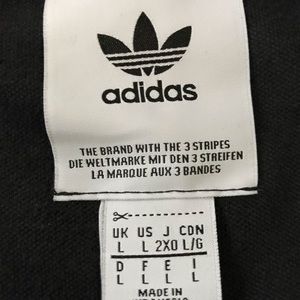 adidas
THE BRAND WITH THE 3 STRIPES
DIE WELTMARKE MIT DEN 3 STREIFEN
LA MARQUE AUX 3 BANDES
UK US J CDN
L L 2XO L/G
D F E I
L L L L
MADE IN